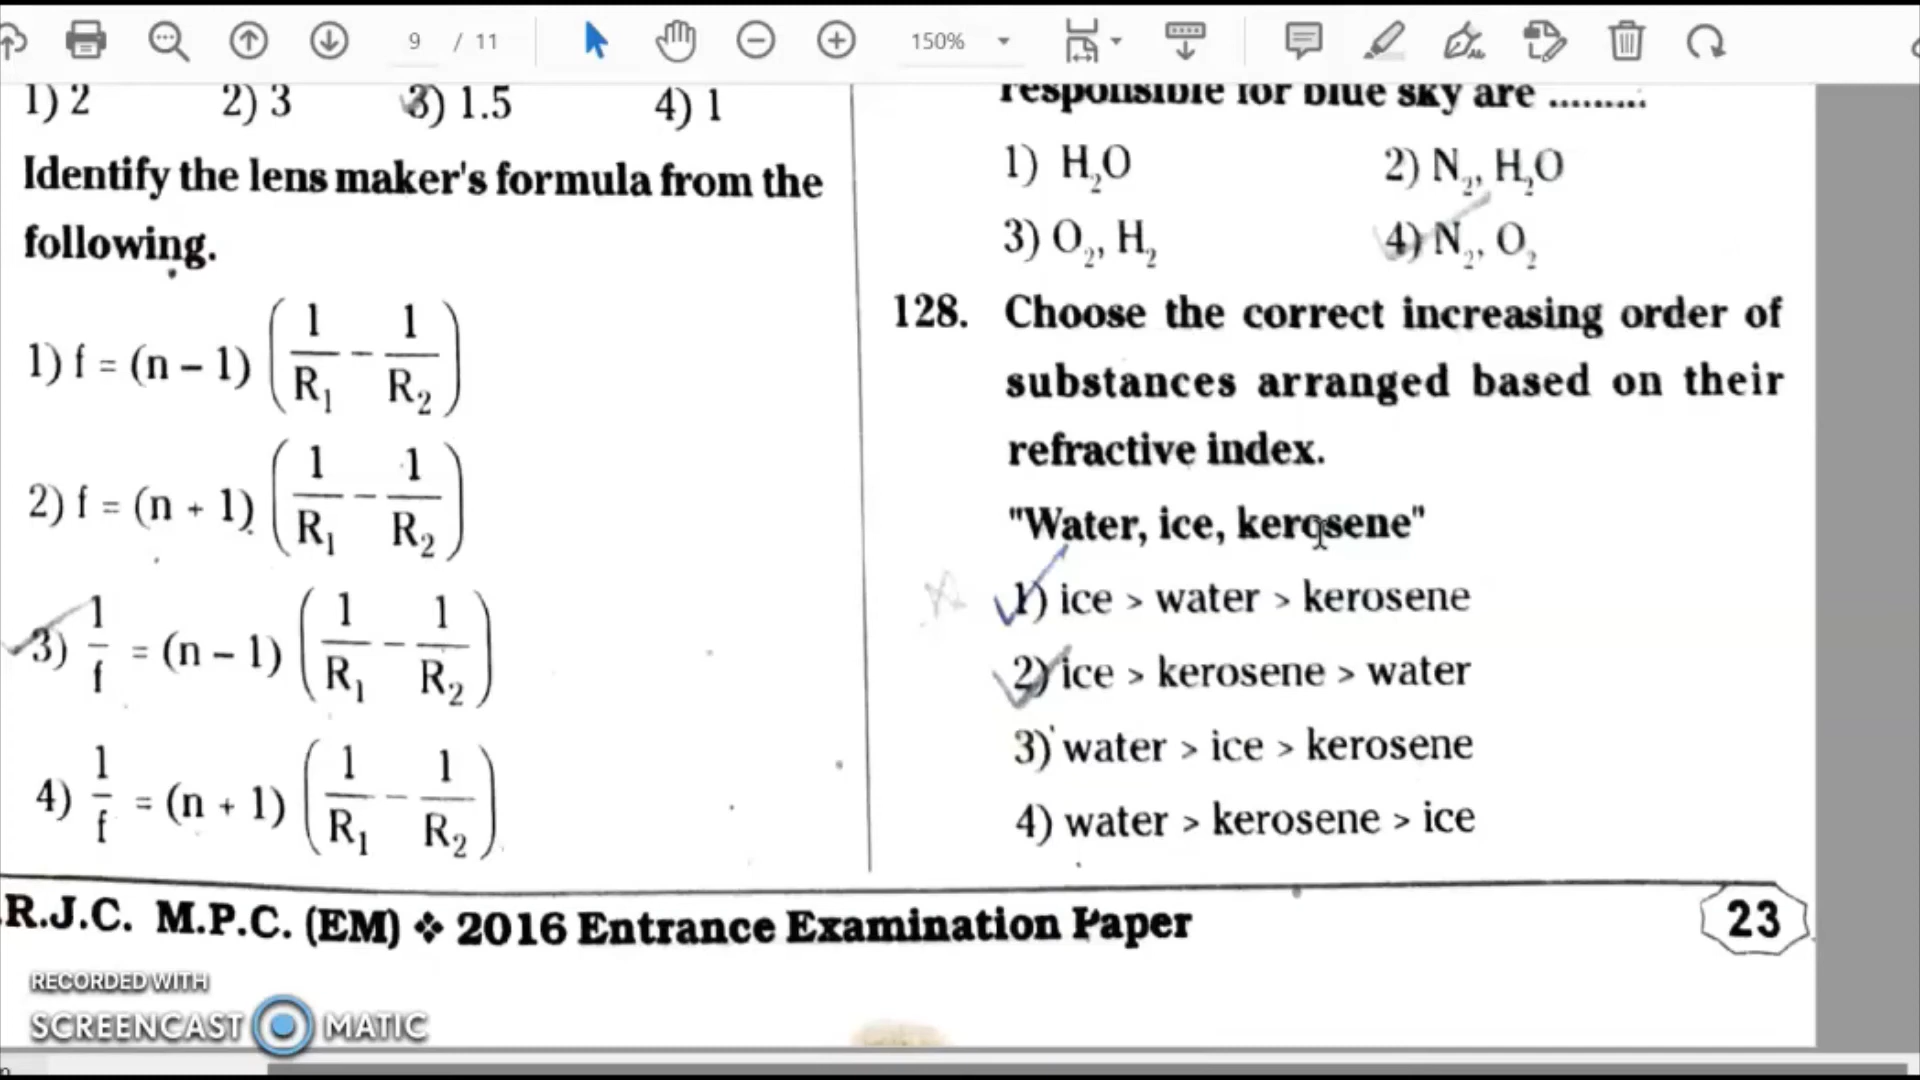 9 / 11 150%
1) 2 2) 3 3) 1.5 4) 1
Identify the lens maker's formula from the
following.
1) f = (n – 1) (1/R₁ – 1/R₂)
2) f = (n + 1) (1/R₁ – 1/R₂)
3) 1/f = (n – 1) (1/R₁ – 1/R₂)
4) 1/f = (n + 1) (1/R₁ – 1/R₂)
responsible for blue sky are .........
1) H₂O 2) N₂, H₂O
3) O₂, H₂ 4) N₂, O₂
128. Choose the correct increasing order of
substances arranged based on their
refractive index.
"Water, ice, kerosene"
1) ice > water > kerosene
2) ice > kerosene > water
3) water > ice > kerosene
4) water > kerosene > ice
.R.J.C. M.P.C. (EM) ❖ 2016 Entrance Examination Paper 23
RECORDED WITH
SCREENCAST MATIC